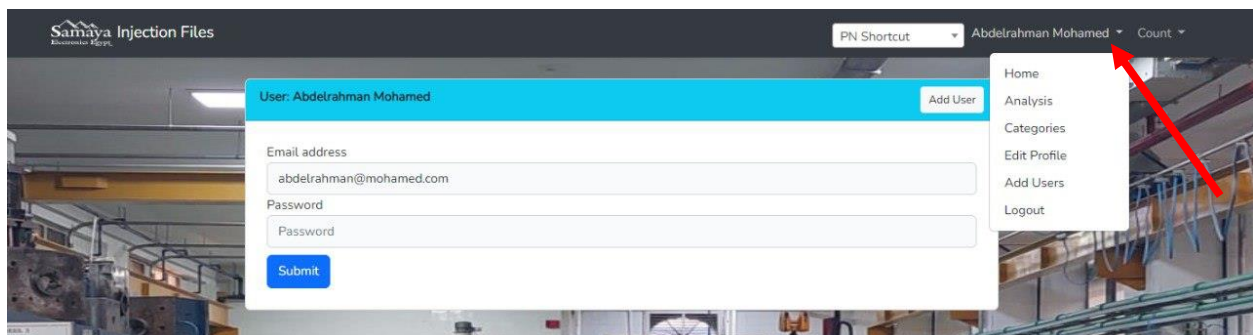 Samaya Injection Files
Electronics Egypt
PN Shortcut
Abdelrahman Mohamed
Count
Home
Analysis
Categories
Edit Profile
Add Users
Logout
User: Abdelrahman Mohamed
Add User
Email address
abdelrahman@mohamed.com
Password
Password
Submit